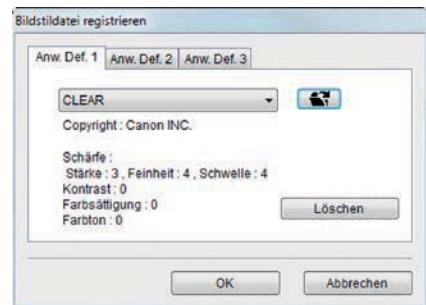 Bildstildatei registrieren
Anw. Def. 1 Anw. Def. 2 Anw. Def. 3
CLEAR
Copyright : Canon INC.
Schärfe :
Stärke : 3 , Feinheit : 4 , Schwelle : 4
Kontrast : 0
Farbsättigung : 0
Farbton : 0
Löschen
OK Abbrechen